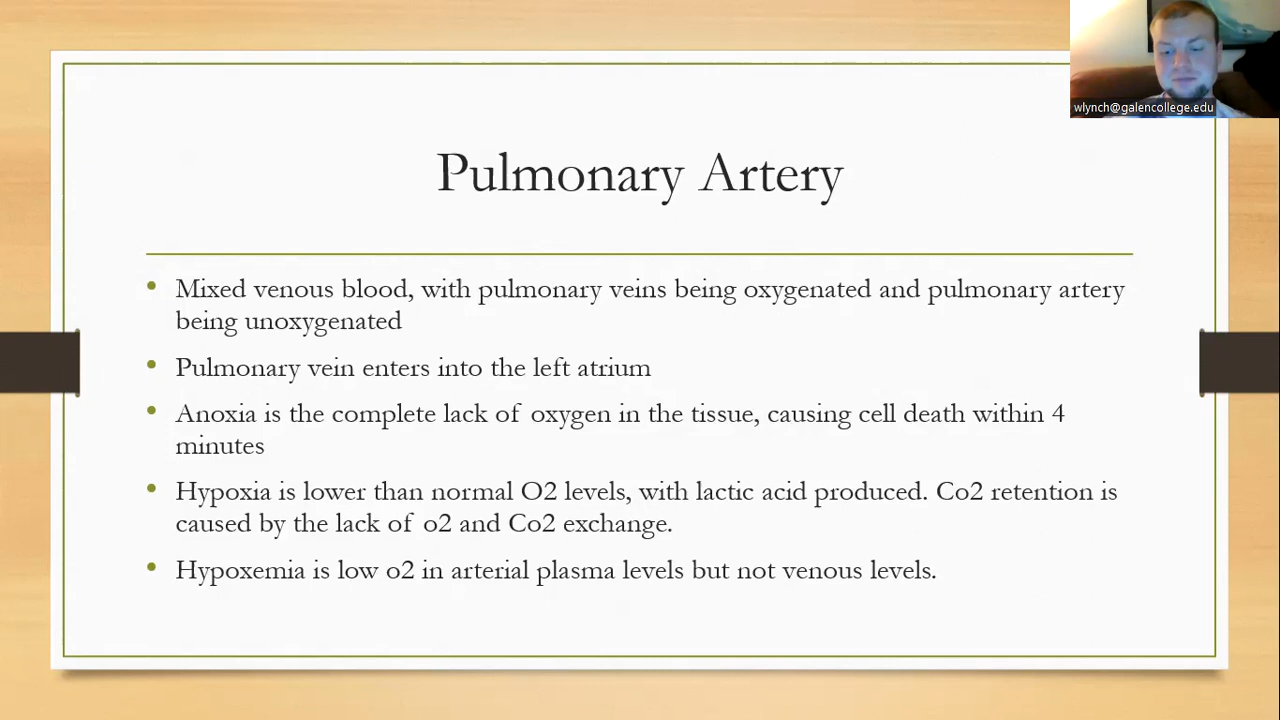 wlynch@galencollege.edu
Pulmonary Artery
• Mixed venous blood, with pulmonary veins being oxygenated and pulmonary artery
being unoxygenated
• Pulmonary vein enters into the left atrium
• Anoxia is the complete lack of oxygen in the tissue, causing cell death within 4
minutes
• Hypoxia is lower than normal O2 levels, with lactic acid produced. Co2 retention is
caused by the lack of o2 and Co2 exchange.
• Hypoxemia is low o2 in arterial plasma levels but not venous levels.